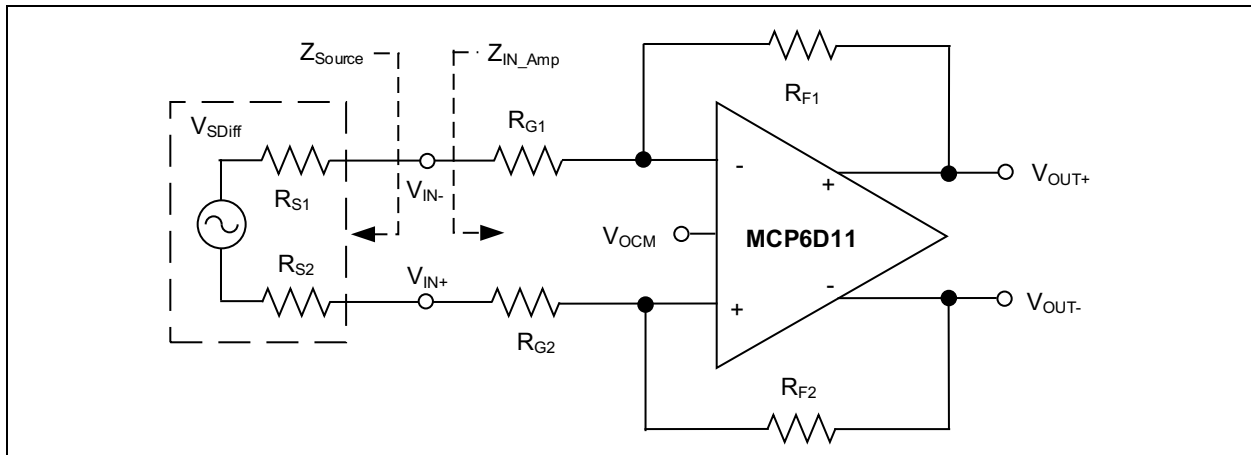 Z_Source
Z_IN_Amp
R_F1
V_SDiff
R_G1
R_S1
V_IN-
-
+
V_OUT+
V_OCM
MCP6D11
R_S2
V_IN+
R_G2
+
-
V_OUT-
R_F2